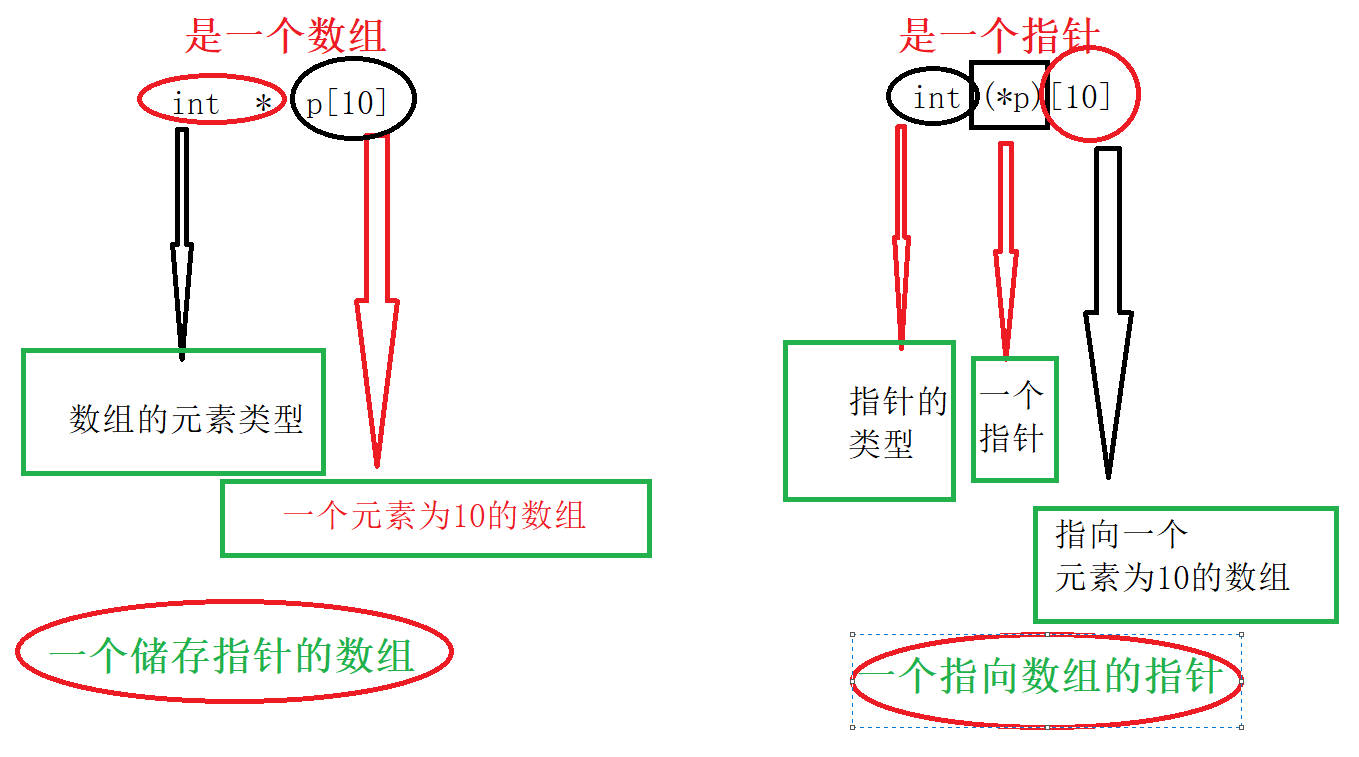 是一个数组
int * p[10]
数组的元素类型
一个元素为10的数组
一个储存指针的数组
是一个指针
int (*p)[10]
指针的
类型
一个
指针
指向一个
元素为10的数组
一个指向数组的指针